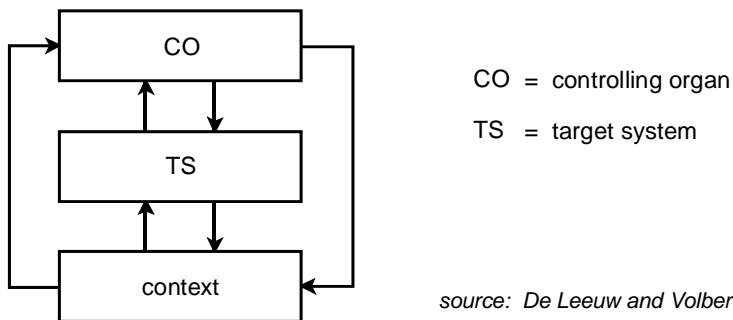 CO
TS
context
CO = controlling organ
TS = target system
source: De Leeuw and Volber